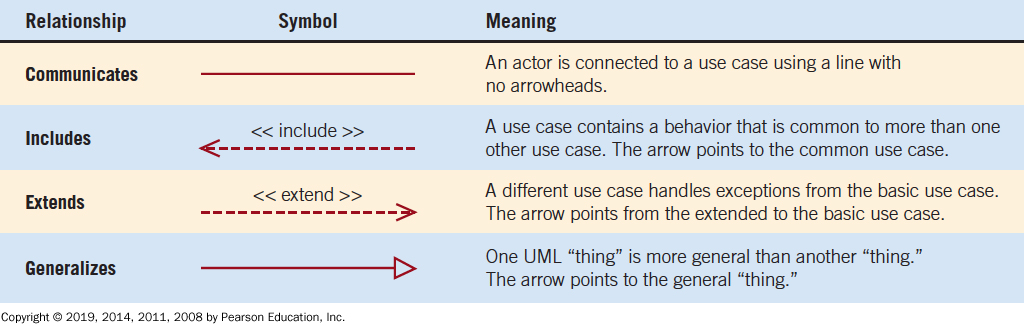 Relationship Symbol Meaning
Communicates
An actor is connected to a use case using a line with
no arrowheads.
Includes
<< include >>
A use case contains a behavior that is common to more than one
other use case. The arrow points to the common use case.
Extends
<< extend >>
A different use case handles exceptions from the basic use case.
The arrow points from the extended to the basic use case.
Generalizes
One UML “thing” is more general than another “thing.”
The arrow points to the general “thing.”
Copyright © 2019, 2014, 2011, 2008 by Pearson Education, Inc.